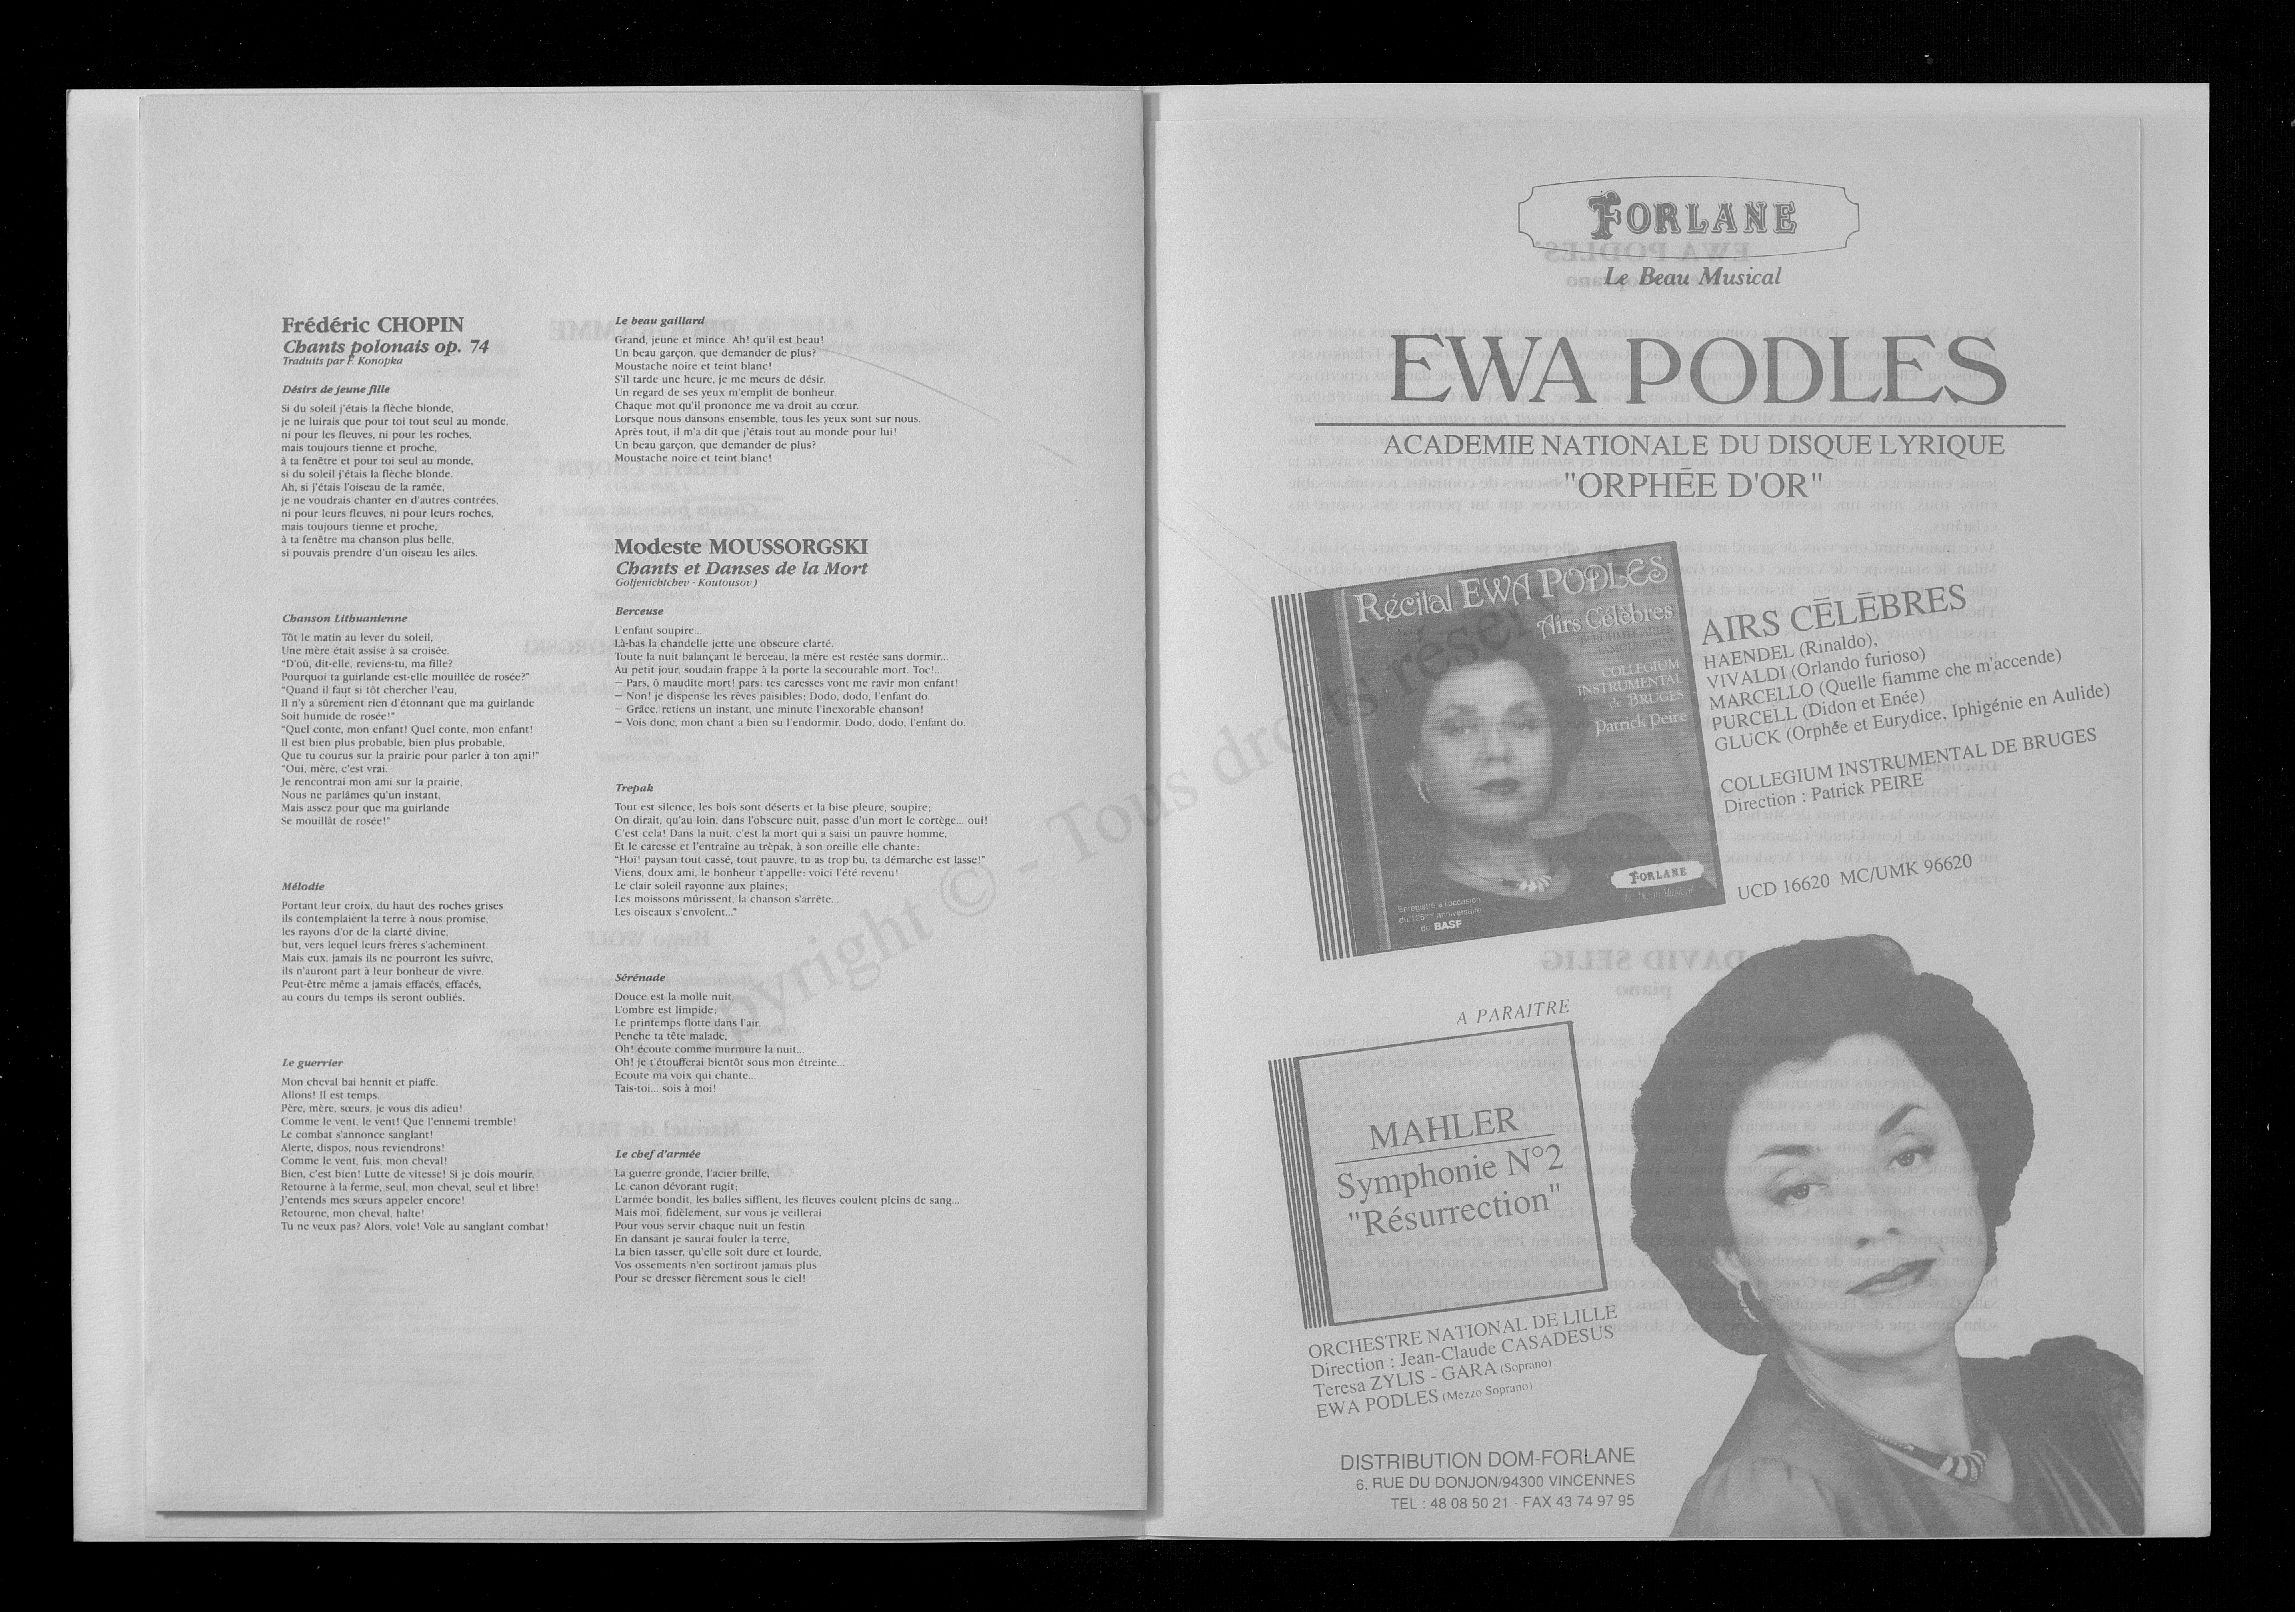 Frédéric CHOPIN
Chants polonais op. 74
Traduits par F. Konopka
Désirs de jeune fille
Si du soleil j'étais la flèche blonde,
je ne luirais que pour toi tout seul au monde,
ni pour les fleuves, ni pour les roches,
mais toujours tienne et proche,
à ta fenêtre et pour toi seul au monde,
si du soleil j'étais la flèche blonde.
Ah, si j'étais l'oiseau de la ramée,
je ne voudrais chanter en d'autres contrées,
ni pour leurs fleuves, ni pour leurs roches,
mais toujours tienne et proche,
à ta fenêtre ma chanson plus belle,
si pouvais prendre d'un oiseau les ailes.
Chanson Lithuanienne
Tôt le matin au lever du soleil,
Une mère était assise à sa croisée.
"D'où, dit-elle, reviens-tu, ma fille?
Pourquoi ta guirlande est-elle mouillée de rosée?"
"Quand il faut si tôt chercher l'eau,
Il n'y a sûrement rien d'étonnant que ma guirlande
Soit humide de rosée!"
"Quel conte, mon enfant! Quel conte, mon enfant!
Il est bien plus probable, bien plus probable,
Que tu courus sur la prairie pour parler à ton ami!"
"Oui, mère, c'est vrai.
Je rencontrai mon ami sur la prairie,
Nous ne parlâmes qu'un instant,
Mais assez pour que ma guirlande
Se mouillât de rosée!"
Mélodie
Portant leur croix, du haut des roches grises
ils contemplaient la terre à nous promise,
les rayons d'or de la clarté divine,
but, vers lequel leurs frères s'acheminent.
Mais eux, jamais ils ne pourront les suivre,
ils n'auront part à leur bonheur de vivre.
Peut-être même a jamais effacés, effacés,
au cours du temps ils seront oubliés.
Le guerrier
Mon cheval bai hennit et piaffe.
Allons! Il est temps.
Père, mère, sœurs, je vous dis adieu!
Comme le vent, le vent! Que l'ennemi tremble!
Le combat s'annonce sanglant!
Alerte, dispos, nous reviendrons!
Comme le vent, fuis, mon cheval!
Bien, c'est bien! Lutte de vitesse! Si je dois mourir,
Retourne à la ferme, seul, mon cheval, seul et libre!
J'entends mes sœurs appeler encore!
Retourne, mon cheval, halte!
Tu ne veux pas? Alors, vole! Vole au sanglant combat!
Le beau gaillard
Grand, jeune et mince. Ah! qu'il est beau!
Un beau garçon, que demander de plus?
Moustache noire et teint blanc!
S'il tarde une heure, je me meurs de désir.
Un regard de ses yeux m'emplit de bonheur.
Chaque mot qu'il prononce me va droit au cœur.
Lorsque nous dansons ensemble, tous les yeux sont sur nous.
Après tout, il m'a dit que j'étais tout au monde pour lui!
Un beau garçon, que demander de plus?
Moustache noire et teint blanc!
Modeste MOUSSORGSKI
Chants et Danses de la Mort
Goljenichtchev - Koutousov)
Berceuse
L'enfant soupire...
Là-bas la chandelle jette une obscure clarté.
Toute la nuit balançant le berceau, la mère est restée sans dormir...
Au petit jour, soudain frappe à la porte la secourable mort. Toc!...
– Pars, ô maudite mort! pars; tes caresses vont me ravir mon enfant!
– Non! je dispense les rêves paisibles; Dodo, dodo, l'enfant do.
– Grâce, retiens un instant, une minute l'inexorable chanson!
– Vois donc, mon chant a bien su l'endormir. Dodo, dodo, l'enfant do.
Trepak
Tout est silence, les bois sont déserts et la bise pleure, soupire;
On dirait, qu'au loin, dans l'obscure nuit, passe d'un mort le cortège... oui!
C'est cela! Dans la nuit, c'est la mort qui a saisi un pauvre homme,
Et le caresse et l'entraîne au trépak, à son oreille elle chante:
"Hoï! paysan tout cassé, tout pauvre, tu as trop bu, ta démarche est lasse!"
Viens, doux ami, le bonheur t'appelle: voici l'été revenu!
Le clair soleil rayonne aux plaines;
Les moissons mûrissent, la chanson s'arrête...
Les oiseaux s'envolent..."
Sérénade
Douce est la molle nuit,
L'ombre est limpide;
Le printemps flotte dans l'air.
Penche ta tête malade;
Oh! écoute comme murmure la nuit...
Oh! je t'étoufferai bientôt sous mon étreinte...
Ecoute ma voix qui chante...
Tais-toi... sois à moi!
Le chef d'armée
La guerre gronde, l'acier brille,
Le canon dévorant rugit;
L'armée bondit, les balles sifflent, les fleuves coulent pleins de sang...
Mais moi, fidèlement, sur vous je veillerai
Pour vous servir chaque nuit un festin
En dansant je saurai fouler la terre,
La bien tasser, qu'elle soit dure et lourde,
Vos ossements n'en sortiront jamais plus
Pour se dresser fièrement sous le ciel!
FORLANE
Le Beau Musical
EWA PODLES
ACADEMIE NATIONALE DU DISQUE LYRIQUE
"ORPHÉE D'OR"
Récital EWA PODLES
Airs Célèbres
COLLEGIUM
INSTRUMENTAL
de BRUGES
Patrick Peire
FORLANE
Enregistré à l'occasion
du 125ème anniversaire
de BASF
AIRS CÉLÈBRES
HAENDEL (Rinaldo),
VIVALDI (Orlando furioso)
MARCELLO (Quelle fiamme che m'accende)
PURCELL (Didon et Enée)
GLUCK (Orphée et Eurydice, Iphigénie en Aulide)
COLLEGIUM INSTRUMENTAL DE BRUGES
Direction : Patrick PEIRE
UCD 16620 MC/UMK 96620
A PARAITRE
MAHLER
Symphonie N°2
"Résurrection"
ORCHESTRE NATIONAL DE LILLE
Direction : Jean-Claude CASADESUS
Teresa ZYLIS - GARA (Soprano)
EWA PODLES (Mezzo Soprano)
DISTRIBUTION DOM-FORLANE
6, RUE DU DONJON/94300 VINCENNES
TEL : 48 08 50 21 - FAX 43 74 97 95
Copyright © - Tous droits réser